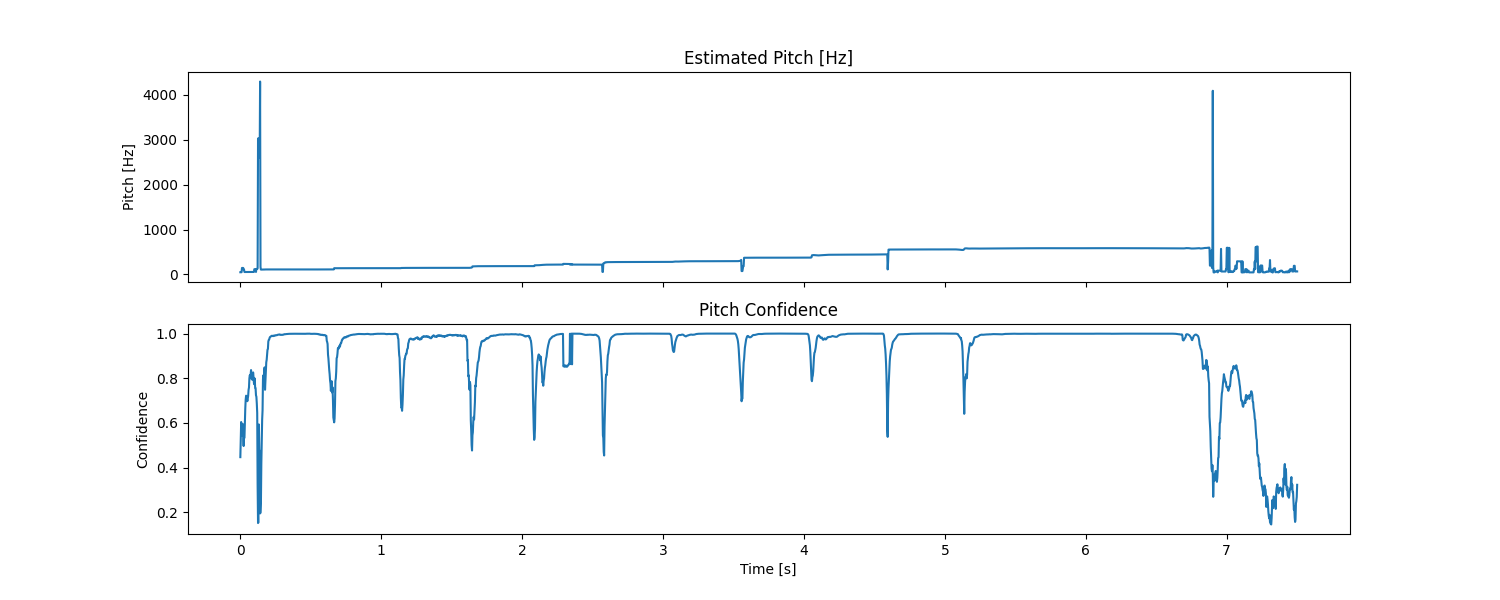 Estimated Pitch [Hz]
Pitch [Hz]
4000
3000
2000
1000
0
Pitch Confidence
Confidence
1.0
0.8
0.6
0.4
0.2
0 1 2 3 4 5 6 7
Time [s]